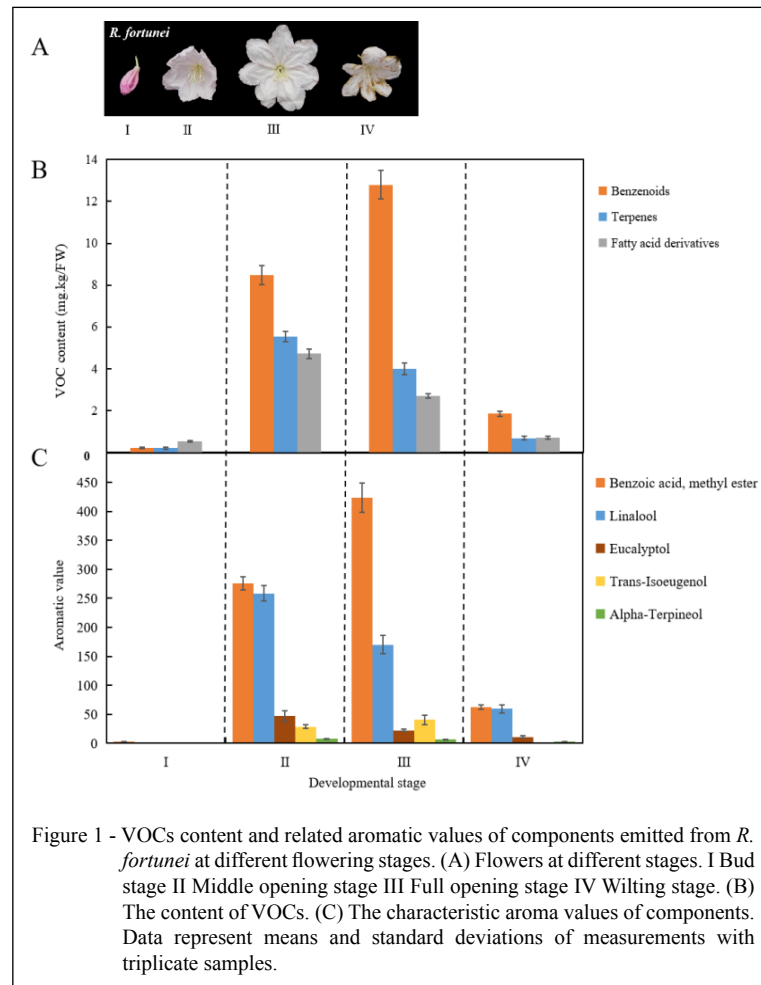 A
R. fortunei
I II III IV
B
14
12
10
8
6
4
2
0
VOC content (mg.kg/FW)
Benzenoids
Terpenes
Fatty acid derivatives
C
450
400
350
300
250
200
150
100
50
0
Aromatic value
Benzoic acid, methyl ester
Linalool
Eucalyptol
Trans-Isoeugenol
Alpha-Terpineol
I II III IV
Developmental stage
Figure 1 - VOCs content and related aromatic values of components emitted from R.
fortunei at different flowering stages. (A) Flowers at different stages. I Bud
stage II Middle opening stage III Full opening stage IV Wilting stage. (B)
The content of VOCs. (C) The characteristic aroma values of components.
Data represent means and standard deviations of measurements with
triplicate samples.